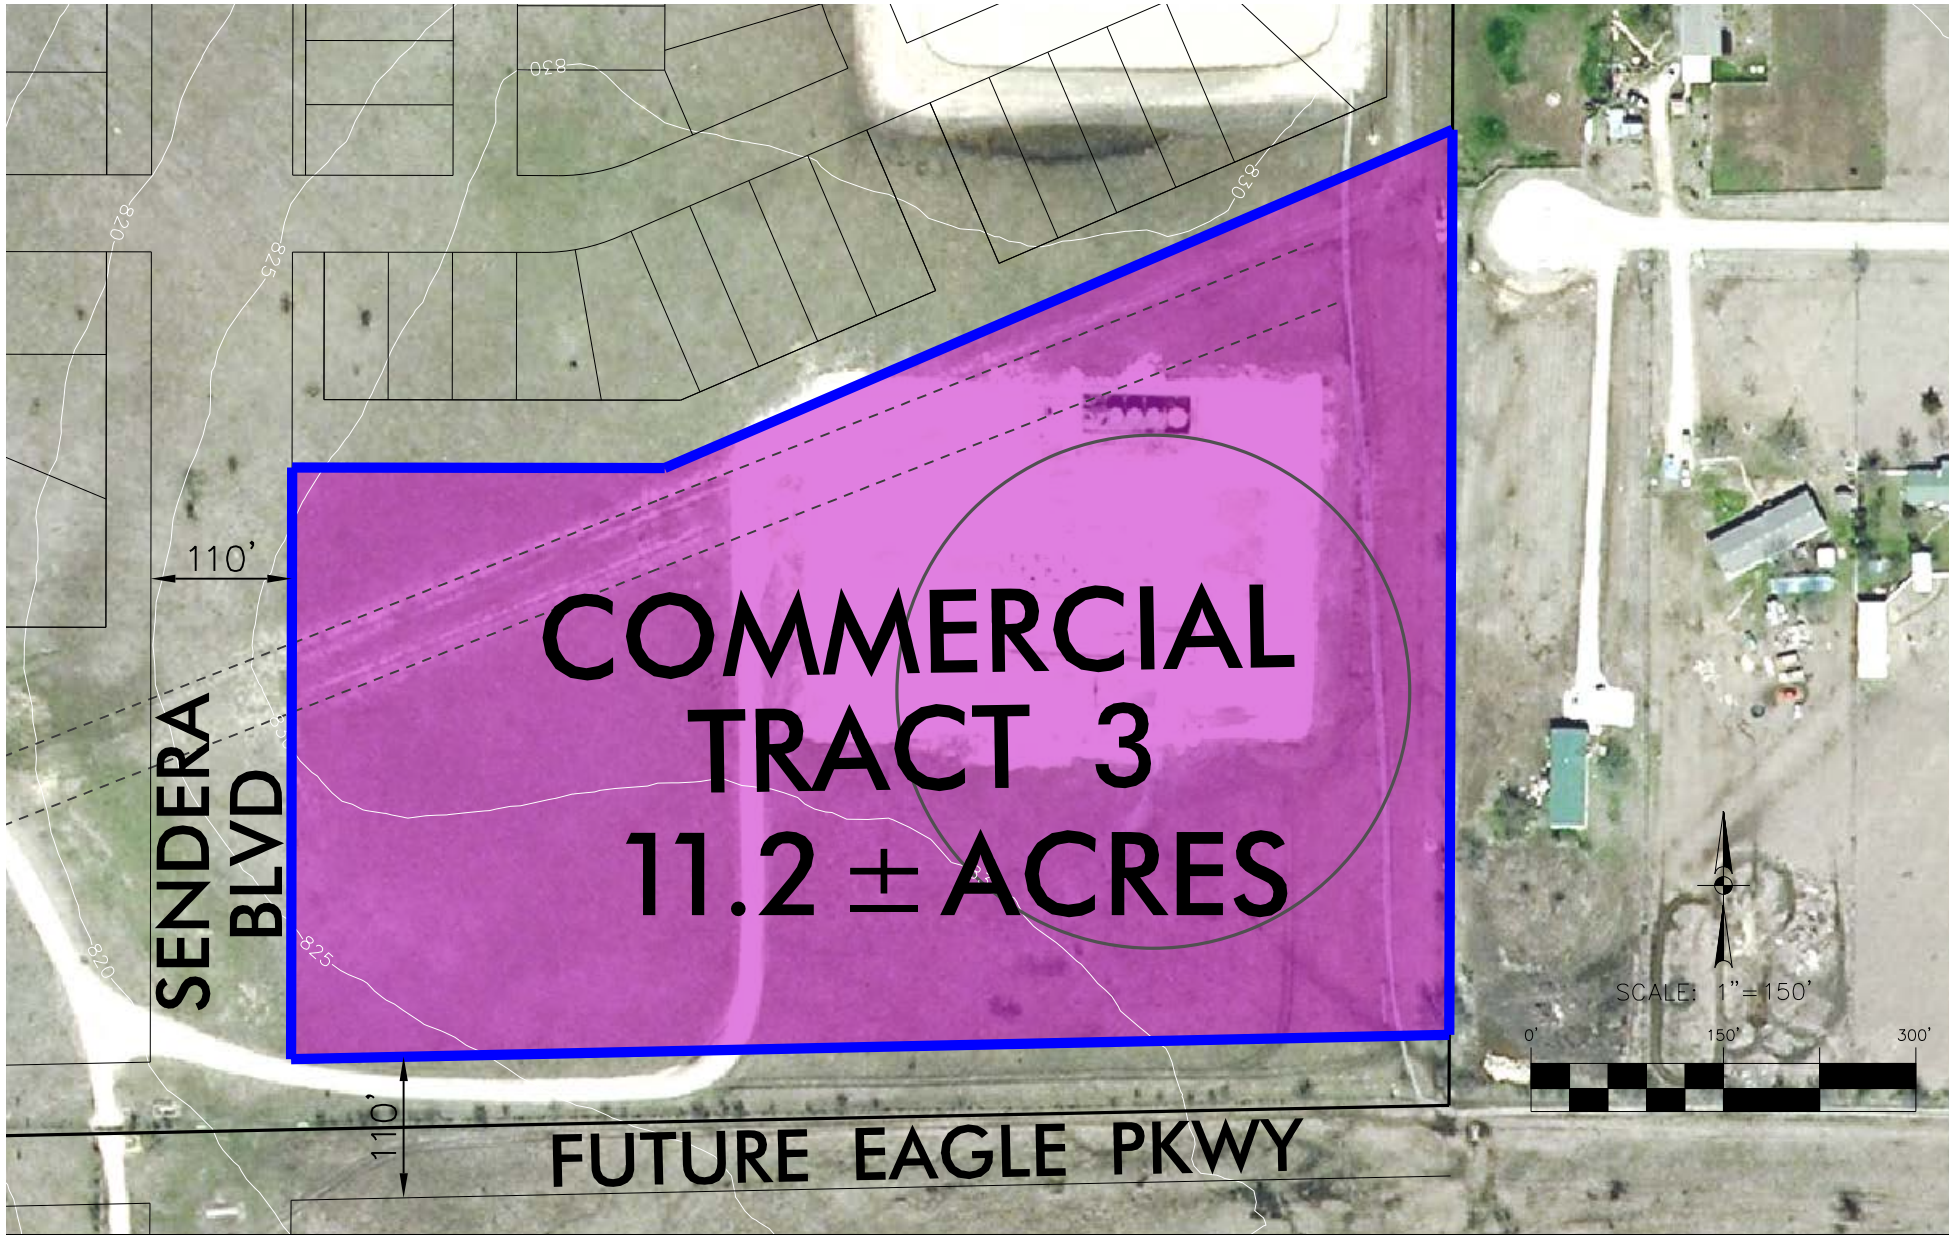 830
820
825
830
110'
COMMERCIAL
TRACT 3
11.2 ± ACRES
SENDERA
BLVD
820
825
SCALE: 1"=150'
0' 150' 300'
110'
FUTURE EAGLE PKWY